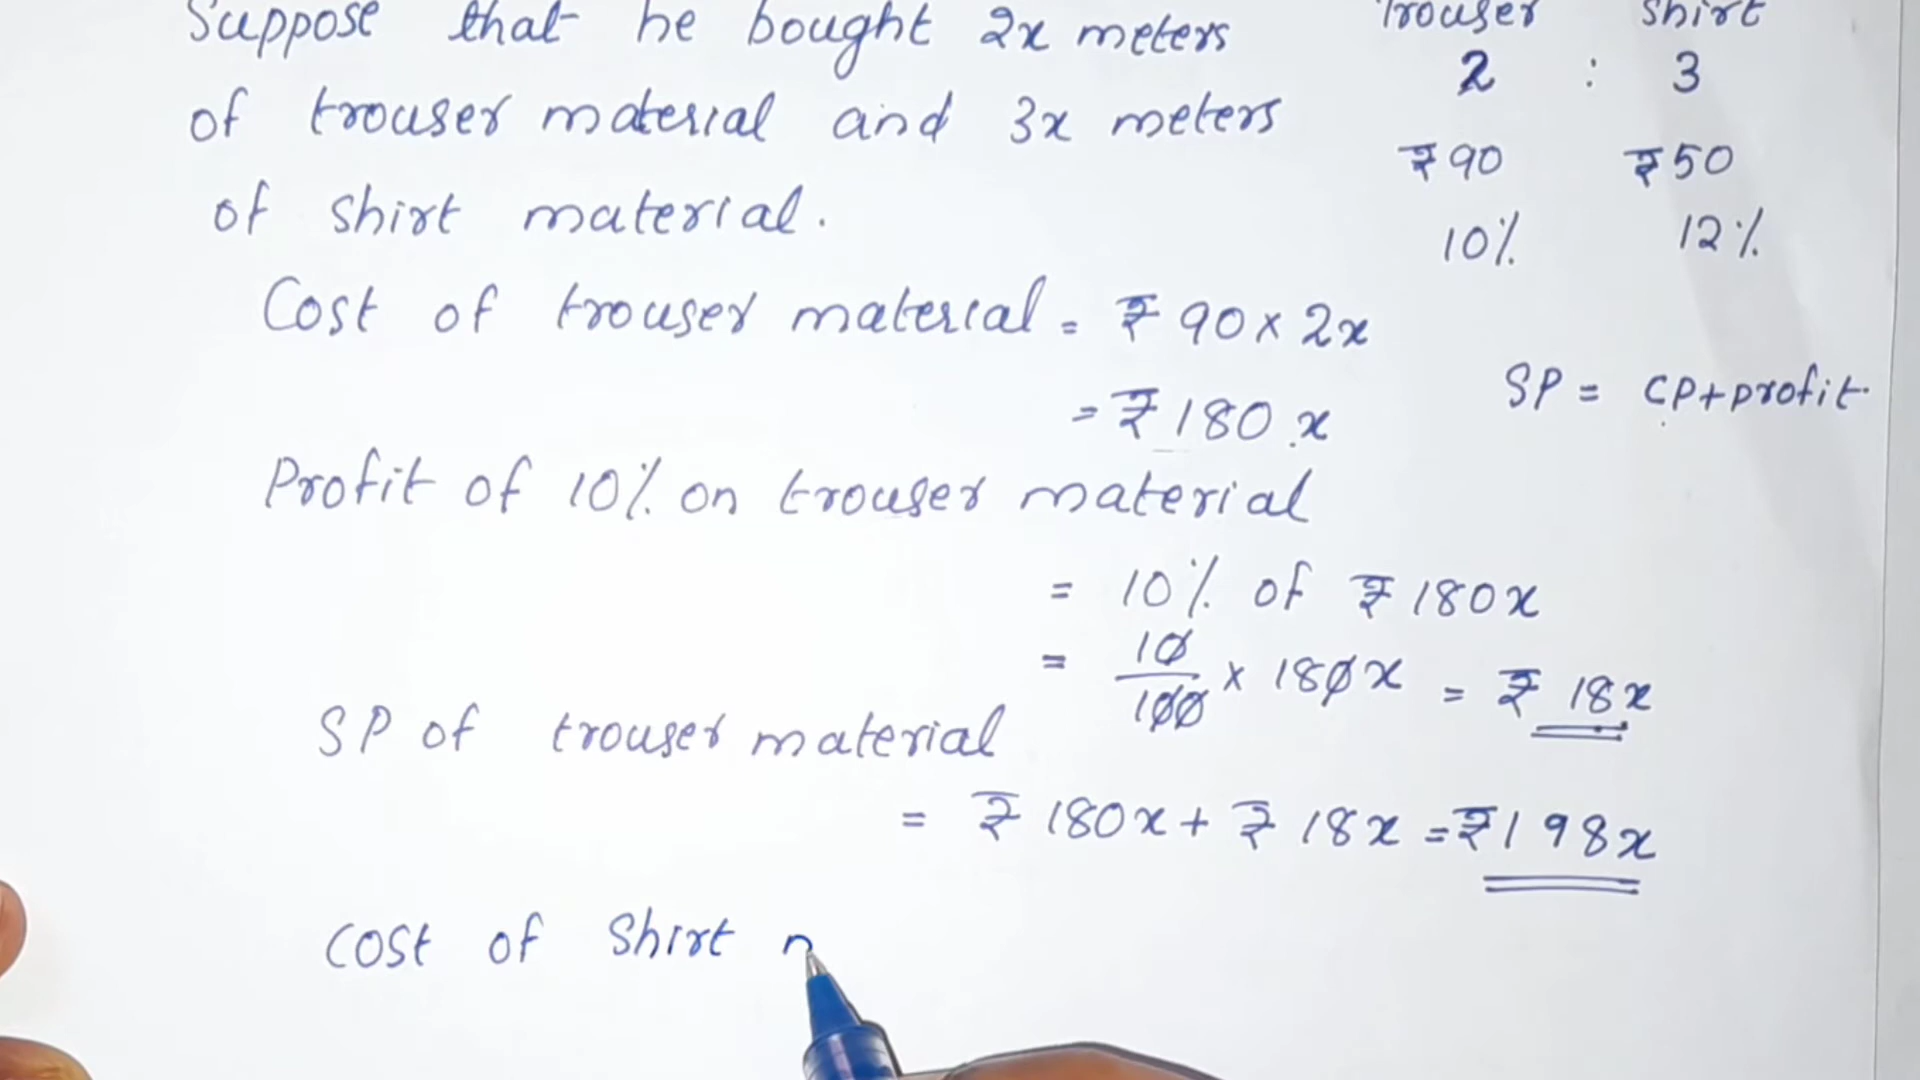 Suppose that he bought 2x meters
of trouser material and 3x meters
of shirt material.
Trouser Shirt
2 : 3
₹90 ₹50
10% 12%
Cost of trouser material = ₹ 90 × 2x
= ₹ 180 x
SP = CP+profit.
Profit of 10% on trouser material
= 10% of ₹ 180x
= 10/100 × 180x = ₹ 18x
SP of trouser material
= ₹ 180x + ₹ 18x = ₹198x
Cost of Shirt